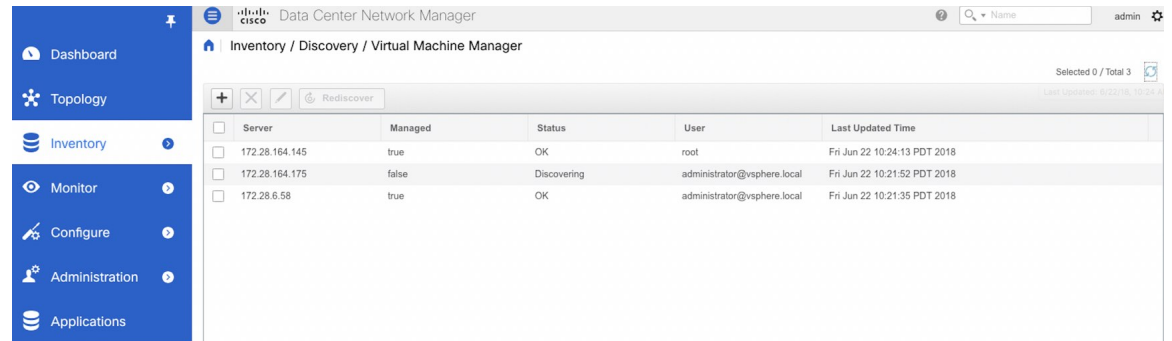 cisco Data Center Network Manager
Name
admin
Dashboard
Topology
Inventory
Monitor
Configure
Administration
Applications
Inventory / Discovery / Virtual Machine Manager
Selected 0 / Total 3
Rediscover
Server Managed Status User Last Updated Time
172.28.164.145 true OK root Fri Jun 22 10:24:13 PDT 2018
172.28.164.175 false Discovering administrator@vsphere.local Fri Jun 22 10:21:52 PDT 2018
172.28.6.58 true OK administrator@vsphere.local Fri Jun 22 10:21:35 PDT 2018